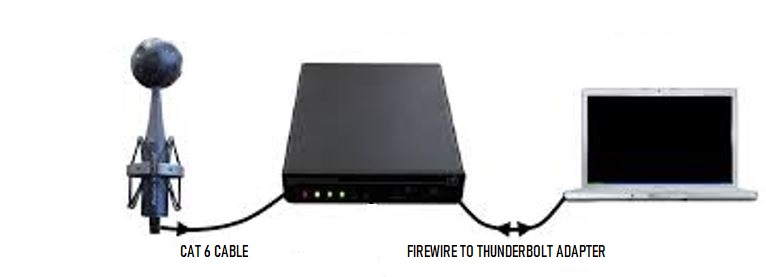 CAT 6 CABLE
FIREWIRE TO THUNDERBOLT ADAPTER